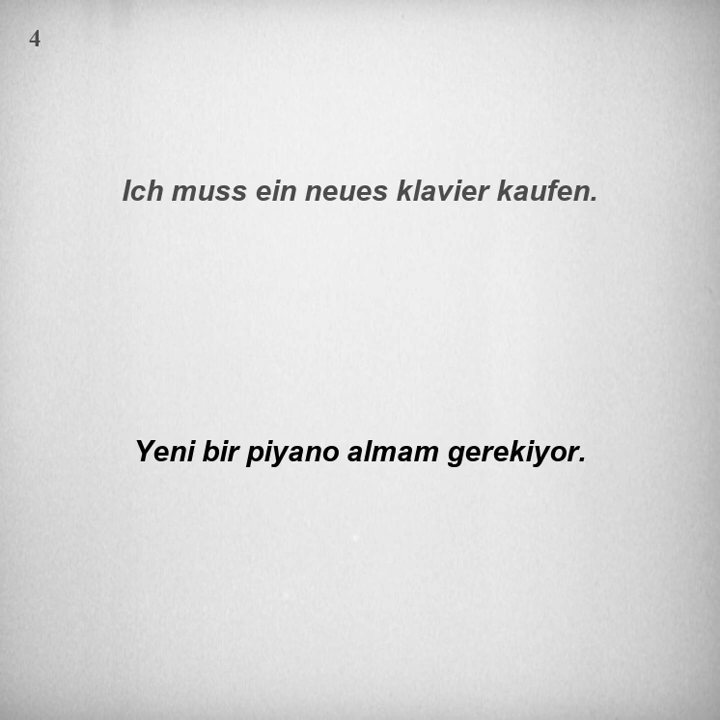 4
Ich muss ein neues klavier kaufen.
Yeni bir piyano almam gerekiyor.